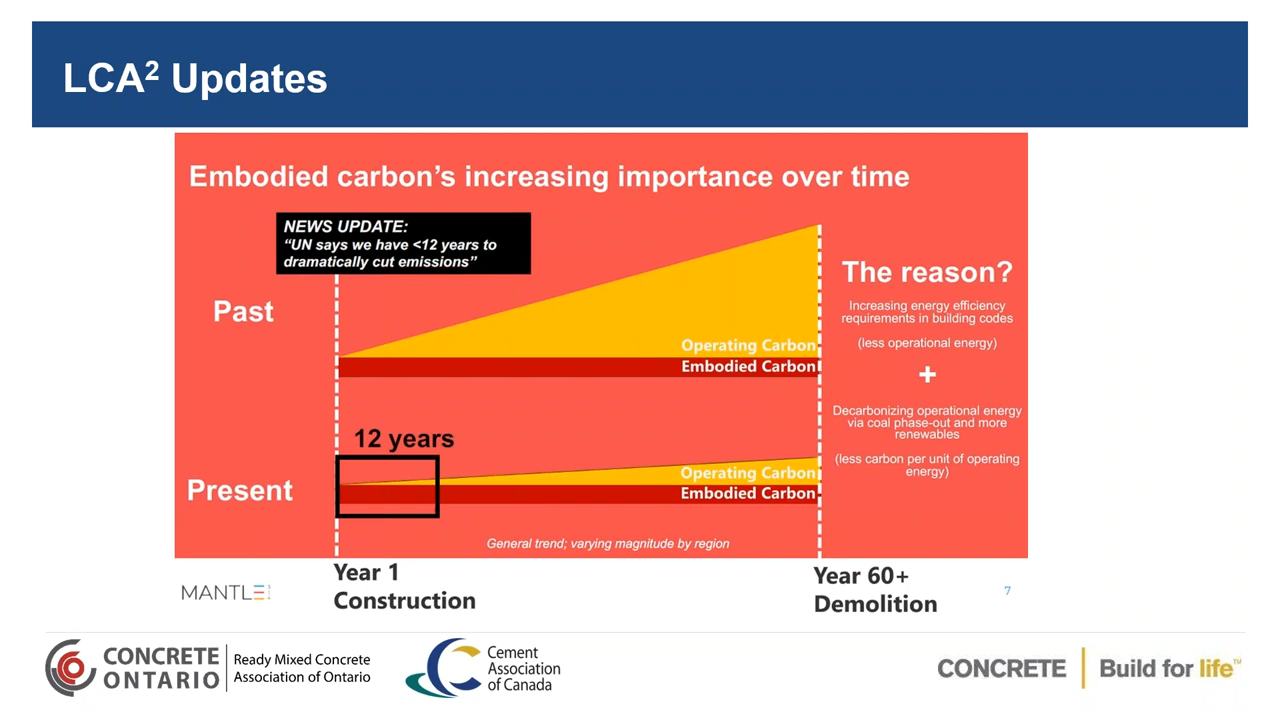 LCA² Updates
Embodied carbon’s increasing importance over time
NEWS UPDATE:
“UN says we have <12 years to
dramatically cut emissions”
Past
Operating Carbon
Embodied Carbon
The reason?
Increasing energy efficiency
requirements in building codes
(less operational energy)
+
Decarbonizing operational energy
via coal phase-out and more
renewables
(less carbon per unit of operating
energy)
12 years
Present
Operating Carbon
Embodied Carbon
General trend; varying magnitude by region
Year 1
Construction
Year 60+
Demolition
MANTLE
7
CONCRETE
ONTARIO
Ready Mixed Concrete
Association of Ontario
Cement
Association
of Canada
CONCRETE
Build for life™